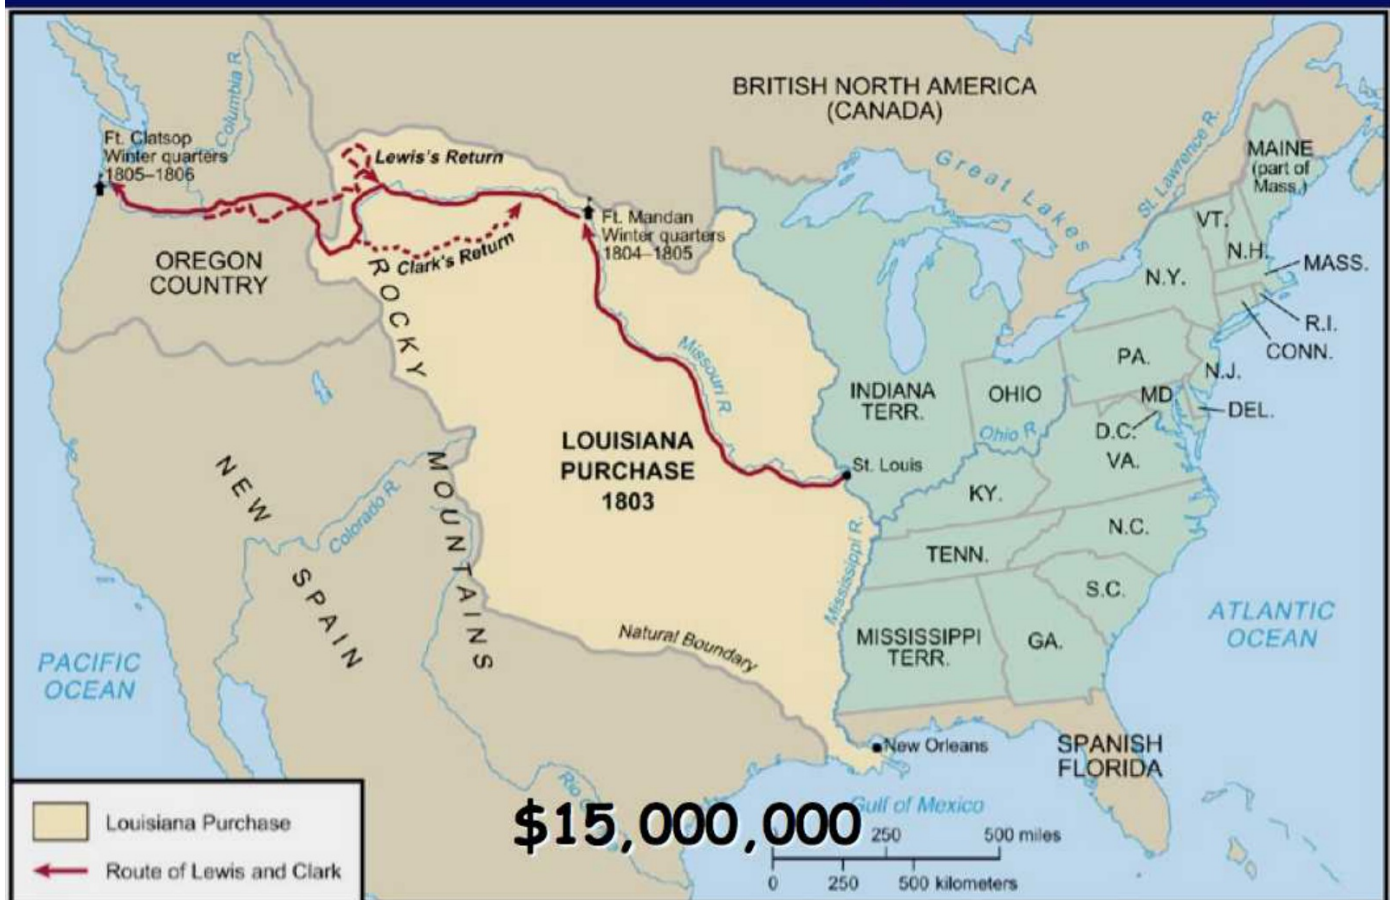 BRITISH NORTH AMERICA
(CANADA)
Columbia R.
Ft. Clatsop
Winter quarters
1805–1806
Lewis's Return
Great Lakes
St. Lawrence R.
MAINE
(part of
Mass.)
VT.
N.H.
MASS.
N.Y.
R.I.
CONN.
Ft. Mandan
Winter quarters
1804–1805
Clark's Return
OREGON
COUNTRY
ROCKY
MOUNTAINS
Missouri R.
PA.
N.J.
INDIANA
TERR.
OHIO
MD
DEL.
Ohio R.
D.C.
VA.
LOUISIANA
PURCHASE
1803
St. Louis
KY.
NEW
SPAIN
Colorado R.
N.C.
TENN.
Mississippi R.
S.C.
ATLANTIC
OCEAN
MISSISSIPPI
TERR.
GA.
Natural Boundary
PACIFIC
OCEAN
New Orleans
SPANISH
FLORIDA
Rio
Gulf of Mexico
$15,000,000
250
500 miles
0
250
500 kilometers
Louisiana Purchase
Route of Lewis and Clark